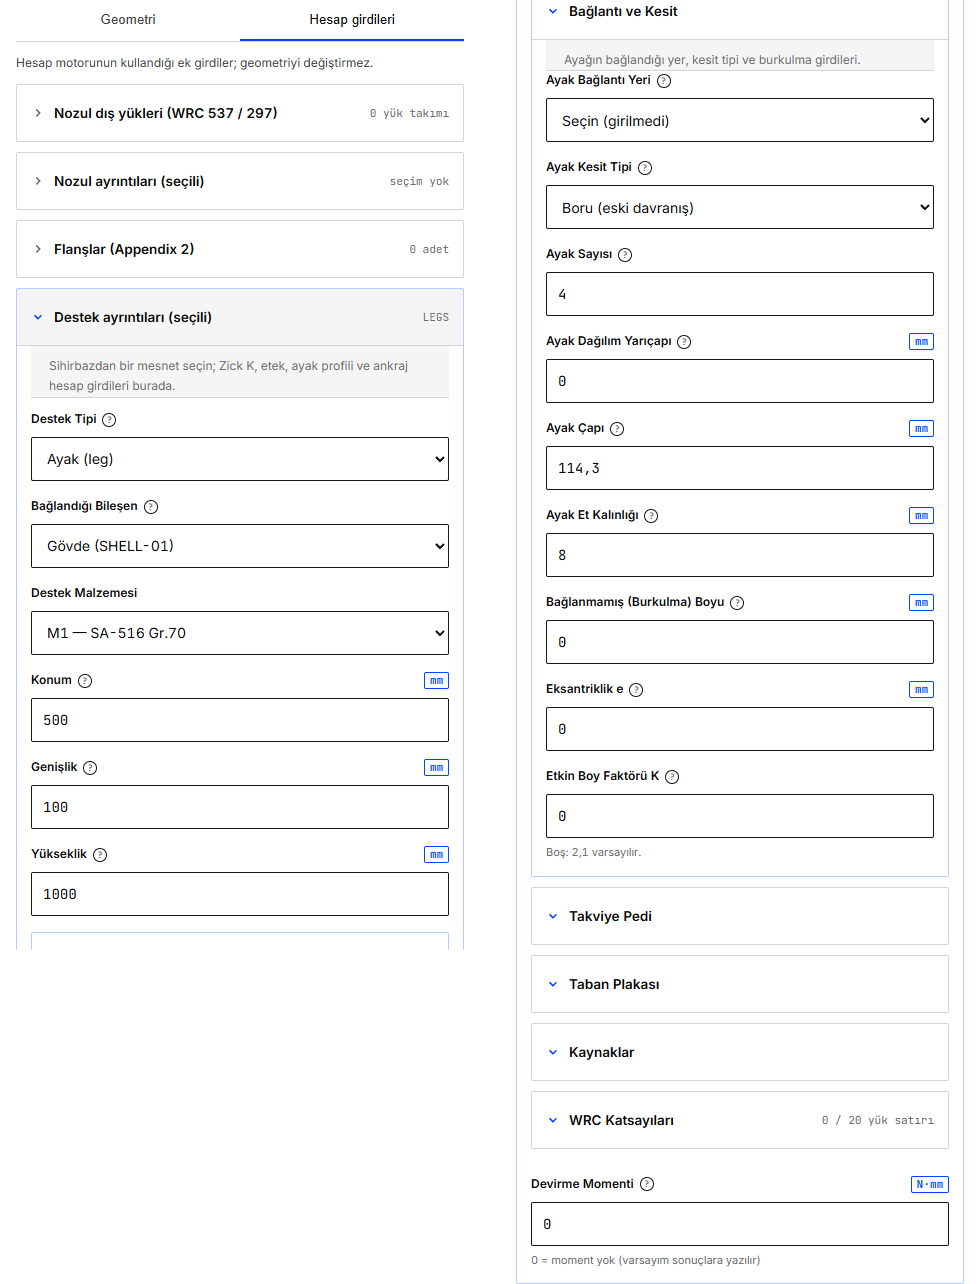 Geometri
Hesap girdileri
Hesap motorunun kullandığı ek girdiler; geometriyi değiştirmez.
Nozul dış yükleri (WRC 537 / 297)
0 yük takımı
Nozul ayrıntıları (seçili)
seçim yok
Flanşlar (Appendix 2)
0 adet
Destek ayrıntıları (seçili)
LEGS
Sihirbazdan bir mesnet seçin; Zick K, etek, ayak profili ve ankraj
hesap girdileri burada.
Destek Tipi ?
Ayak (leg)
Bağlandığı Bileşen ?
Gövde (SHELL-01)
Destek Malzemesi
M1 — SA-516 Gr.70
Konum ?
mm
500
Genişlik ?
mm
100
Yükseklik ?
mm
1000
Bağlantı ve Kesit
Ayağın bağlandığı yer, kesit tipi ve burkulma girdileri.
Ayak Bağlantı Yeri ?
Seçin (girilmedi)
Ayak Kesit Tipi ?
Boru (eski davranış)
Ayak Sayısı ?
4
Ayak Dağılım Yarıçapı ?
mm
0
Ayak Çapı ?
mm
114,3
Ayak Et Kalınlığı ?
mm
8
Bağlanmamış (Burkulma) Boyu ?
mm
0
Eksantriklik e ?
mm
0
Etkin Boy Faktörü K ?
0
Boş: 2,1 varsayılır.
Takviye Pedi
Taban Plakası
Kaynaklar
WRC Katsayıları
0 / 20 yük satırı
Devirme Momenti ?
N·mm
0
0 = moment yok (varsayım sonuçlara yazılır)